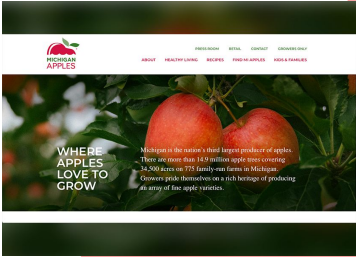 PRESS ROOM RETAIL CONTACT GROWERS ONLY
MICHIGAN
APPLES
ABOUT HEALTHY LIVING RECIPES FIND MI APPLES KIDS & FAMILIES
WHERE
APPLES
LOVE TO
GROW
Michigan is the nation's third largest producer of apples.
There are more than 14.9 million apple trees covering
34,500 acres on 775 family-run farms in Michigan.
Growers pride themselves on a rich heritage of producing
an array of fine apple varieties.